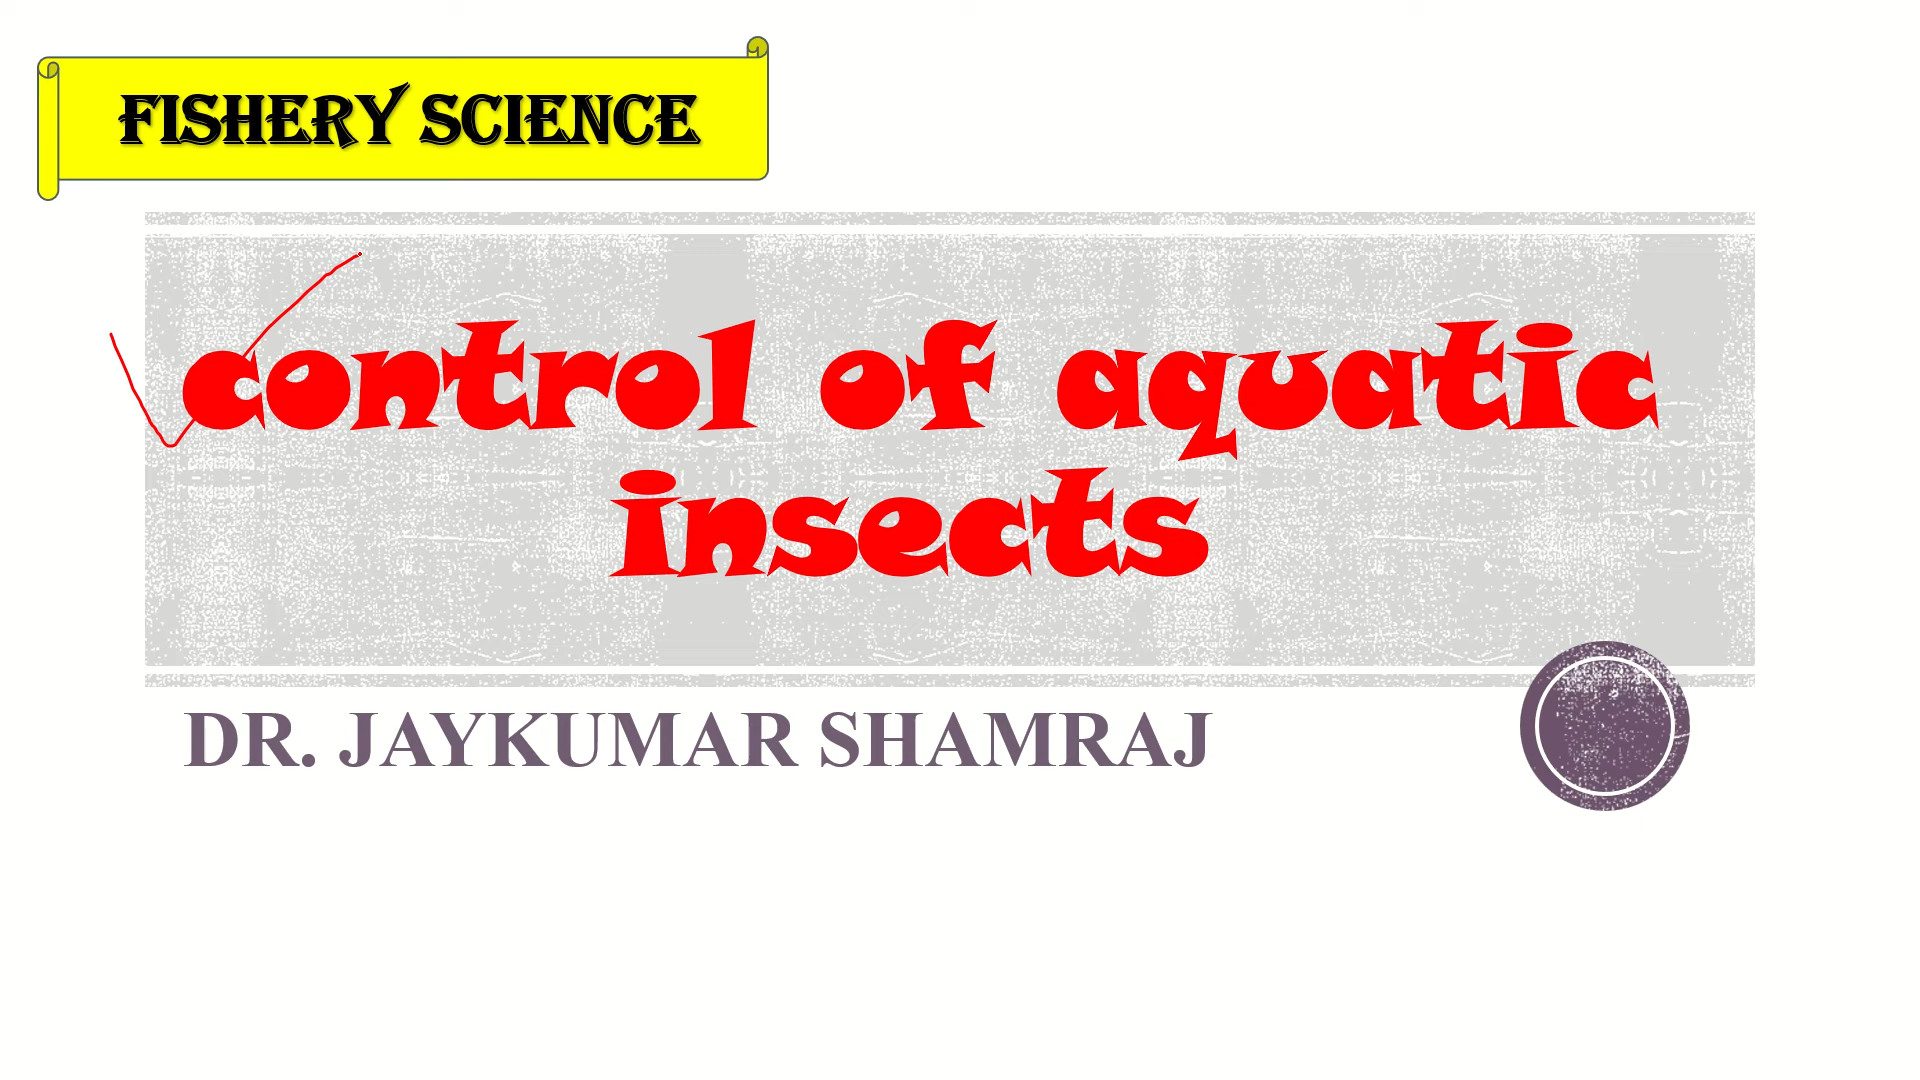 FISHERY SCIENCE
control of aquatic
insects
DR. JAYKUMAR SHAMRAJ